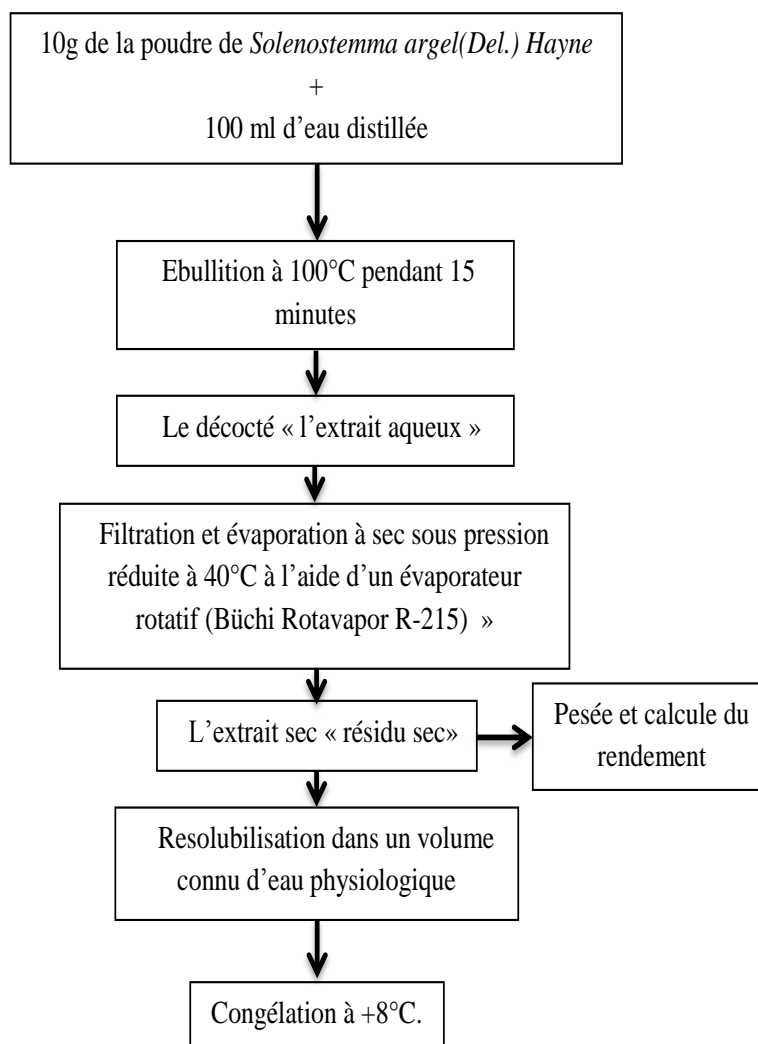 10g de la poudre de Solenostemma argel(Del.) Hayne
+
100 ml d’eau distillée
Ebullition à 100°C pendant 15
minutes
Le décocté « l’extrait aqueux »
Filtration et évaporation à sec sous pression
réduite à 40°C à l’aide d’un évaporateur
rotatif (Büchi Rotavapor R-215)  »
L’extrait sec « résidu sec»
Pesée et calcule du
rendement
Resolubilisation dans un volume
connu d’eau physiologique
Congélation à +8°C.